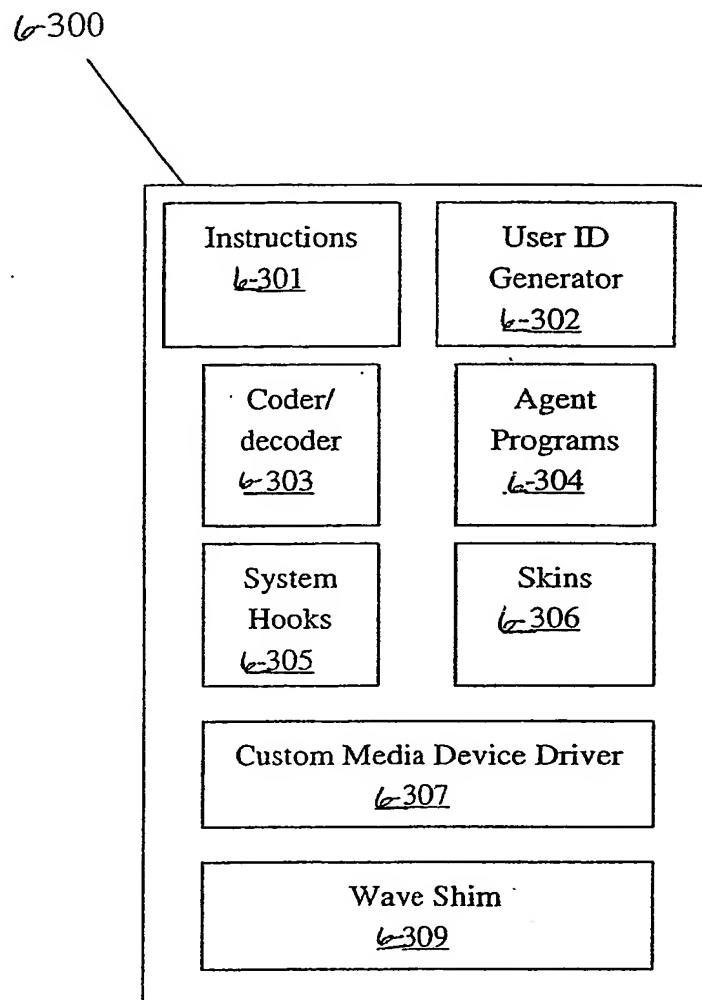 6-300
Instructions
6-301
User ID
Generator
6-302
Coder/
decoder
6-303
Agent
Programs
6-304
System
Hooks
6-305
Skins
6-306
Custom Media Device Driver
6-307
Wave Shim
6-309